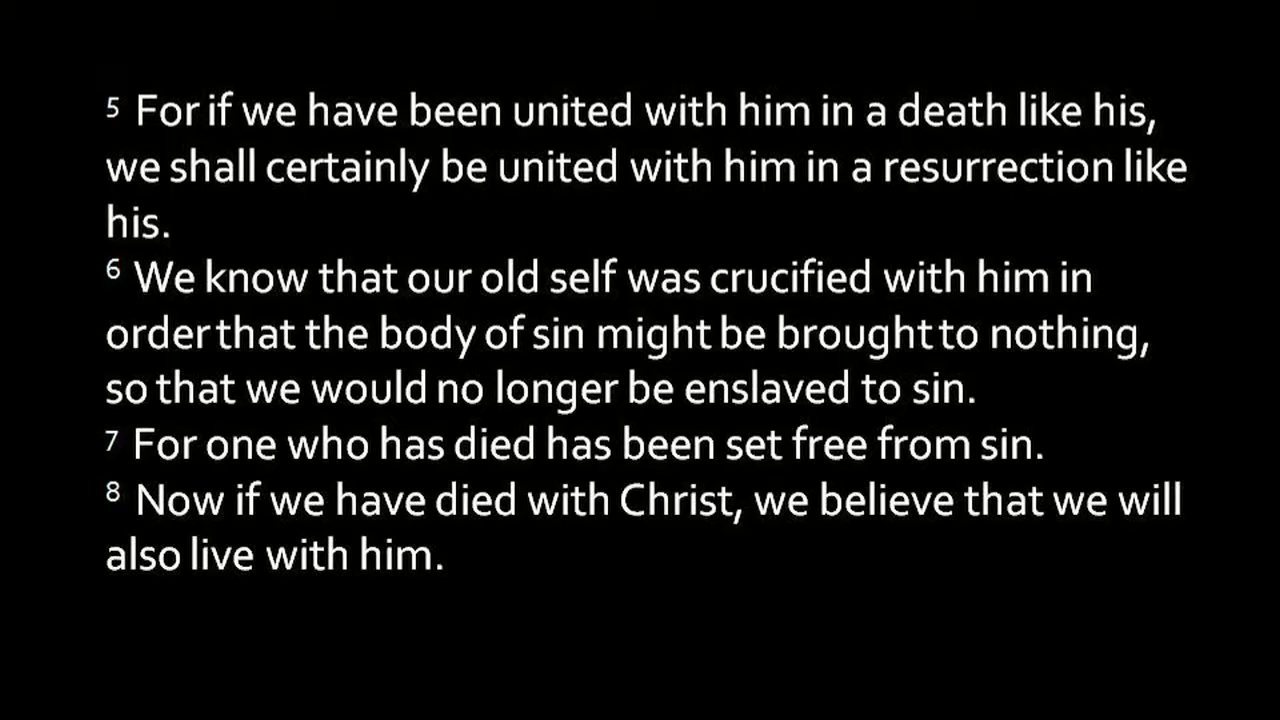 5 For if we have been united with him in a death like his,
we shall certainly be united with him in a resurrection like
his.
6 We know that our old self was crucified with him in
order that the body of sin might be brought to nothing,
so that we would no longer be enslaved to sin.
7 For one who has died has been set free from sin.
8 Now if we have died with Christ, we believe that we will
also live with him.